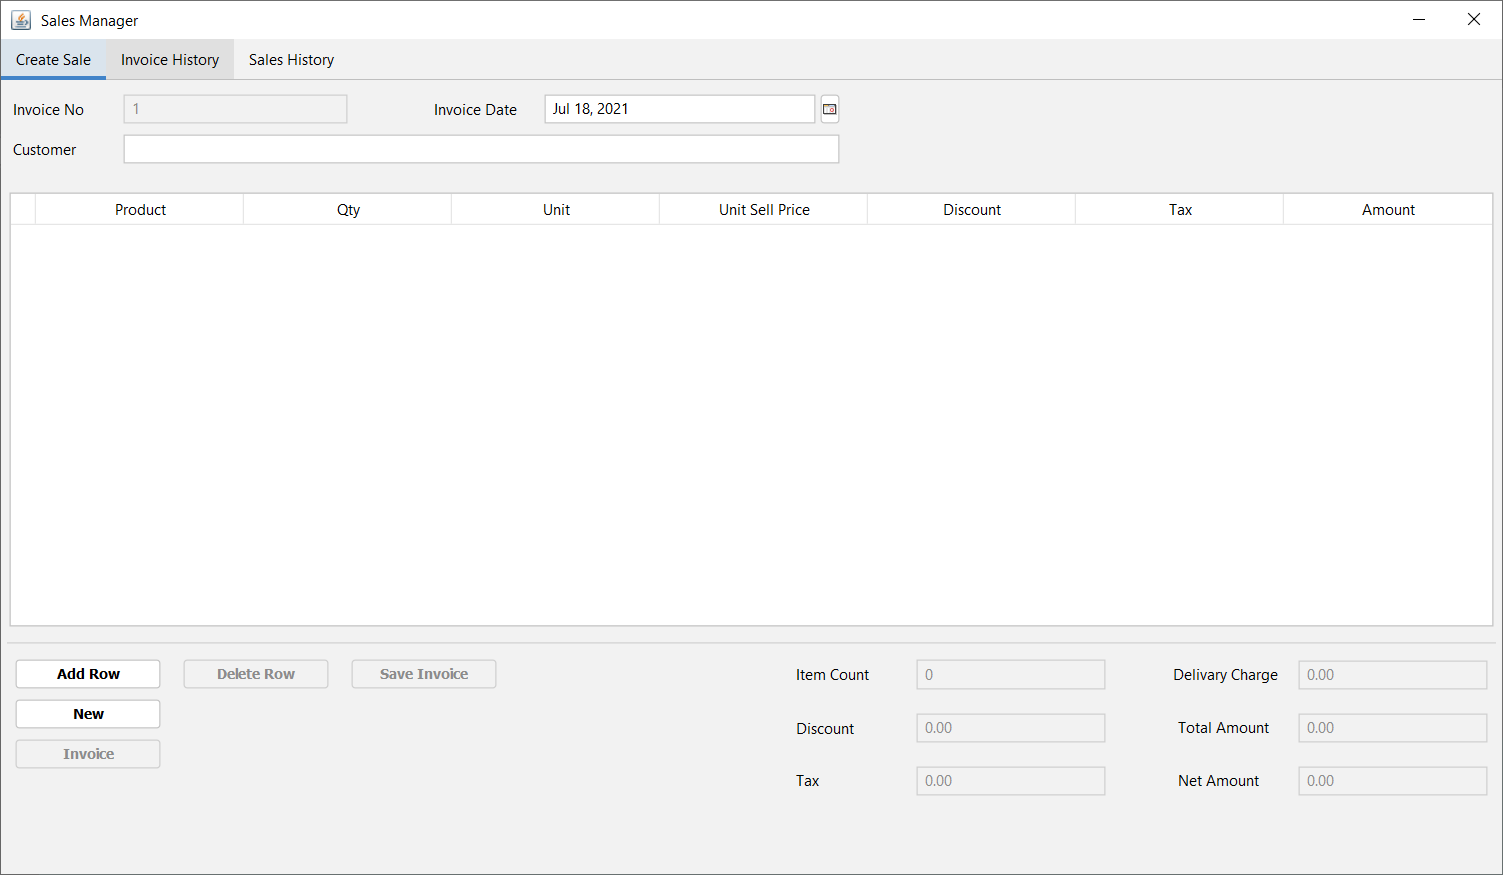 Sales Manager
Create Sale Invoice History Sales History
Invoice No 1 Invoice Date Jul 18, 2021
Customer
Product Qty Unit Unit Sell Price Discount Tax Amount
Add Row Delete Row Save Invoice Item Count 0 Delivary Charge 0.00
New Discount 0.00 Total Amount 0.00
Invoice Tax 0.00 Net Amount 0.00